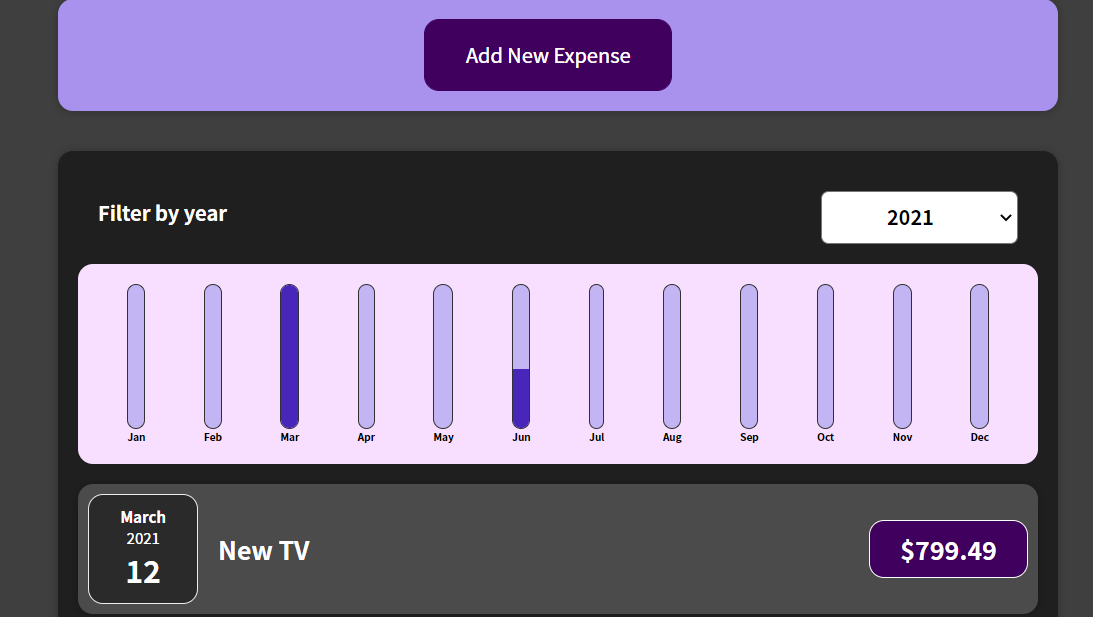 Add New Expense
Filter by year
2021
Jan Feb Mar Apr May Jun Jul Aug Sep Oct Nov Dec
March
2021
12
New TV
$799.49